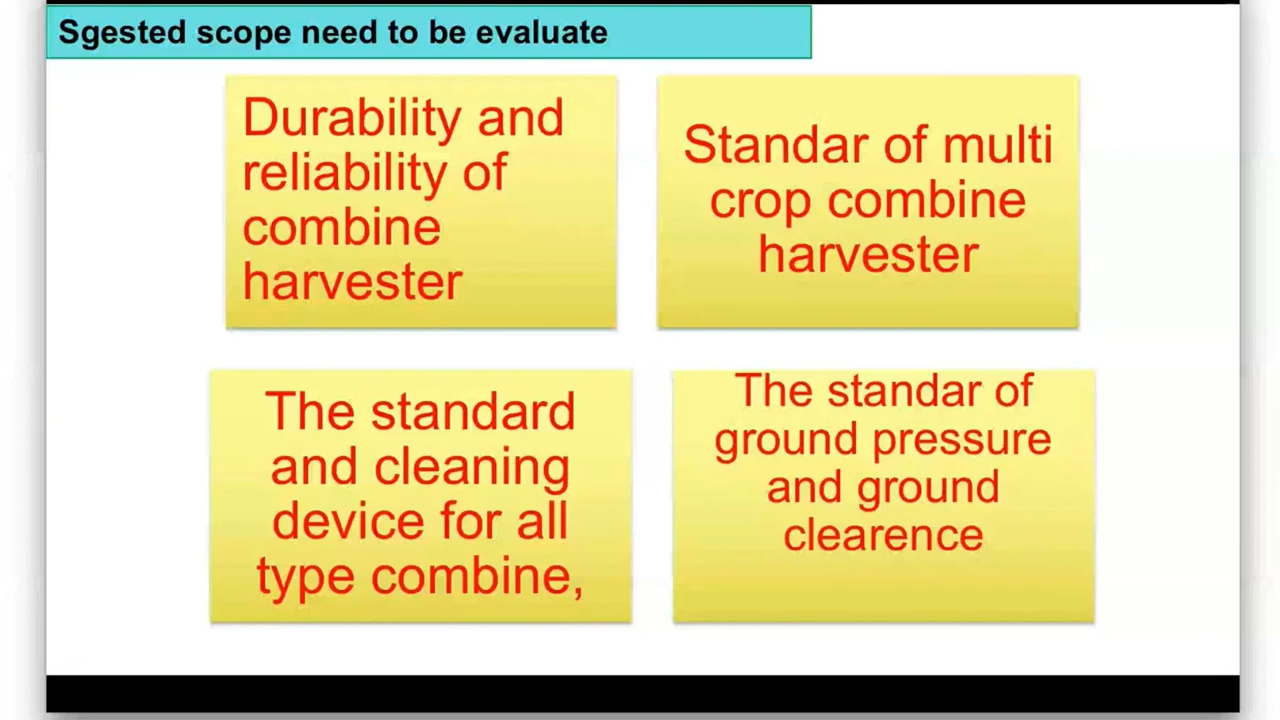 Sgested scope need to be evaluate
Durability and
reliability of
combine
harvester
Standar of multi
crop combine
harvester
The standard
and cleaning
device for all
type combine,
The standar of
ground pressure
and ground
clearence